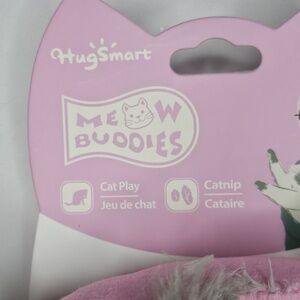 HugSmart
MEOW
BUDDIES
Cat Play
Jeu de chat
Catnip
Cataire